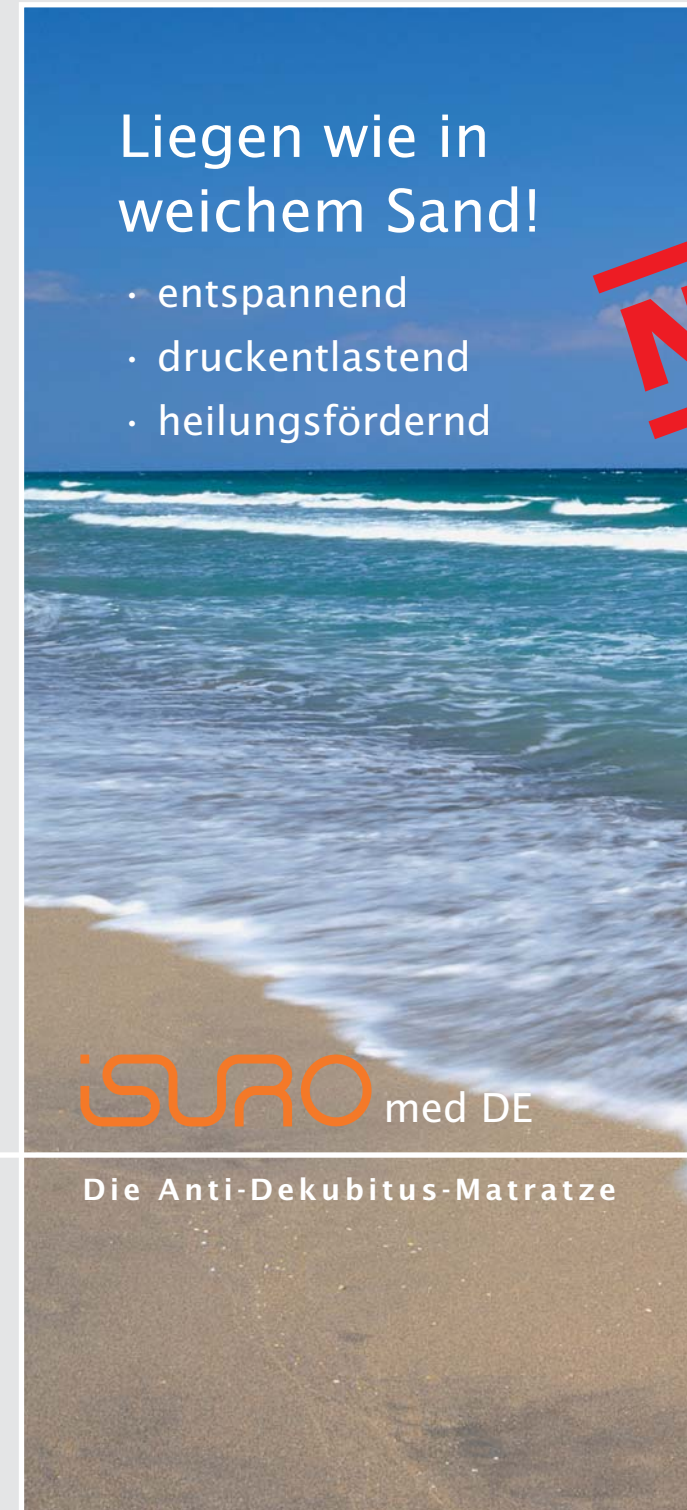 Liegen wie in
weichem Sand!
· entspannend
· druckentlastend
· heilungsfördernd
iSURO med DE
Die Anti-Dekubitus-Matratze